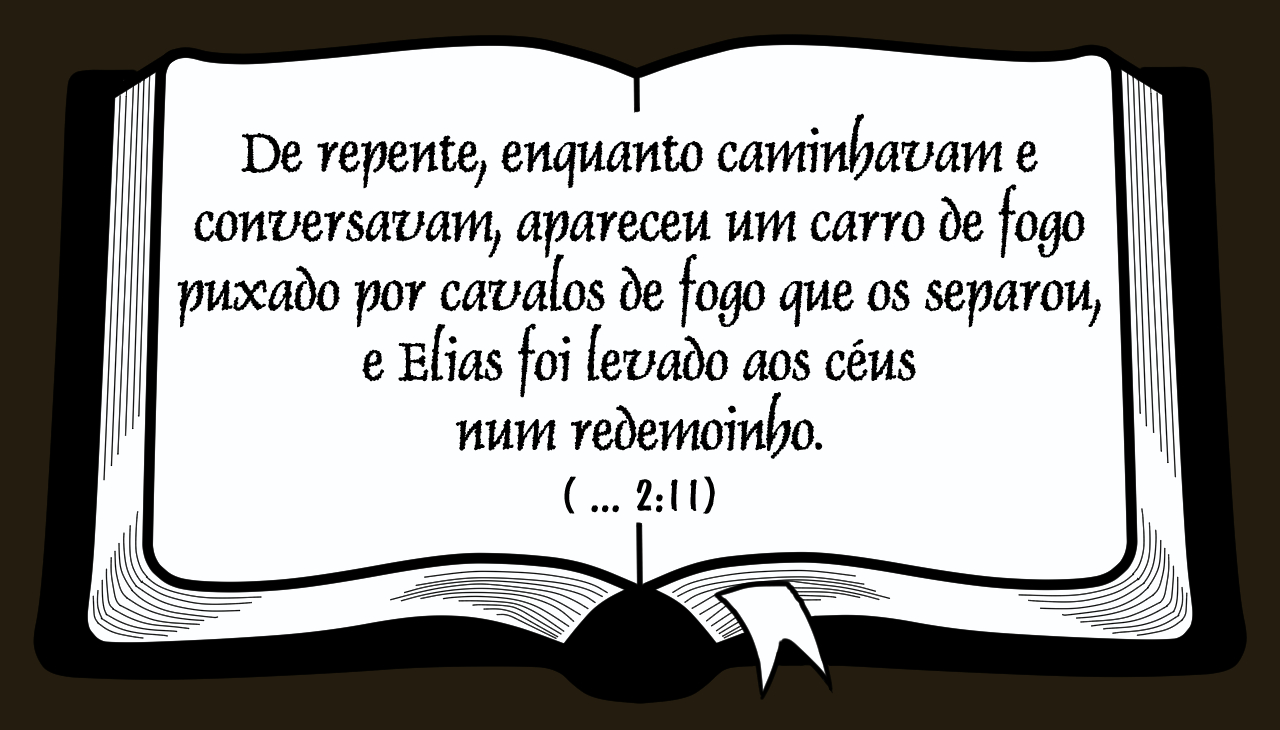 De repente, enquanto caminhavam e
conversavam, apareceu um carro de fogo
puxado por cavalos de fogo que os separou,
e Elias foi levado aos céus
num redemoinho.
( ... 2:11)